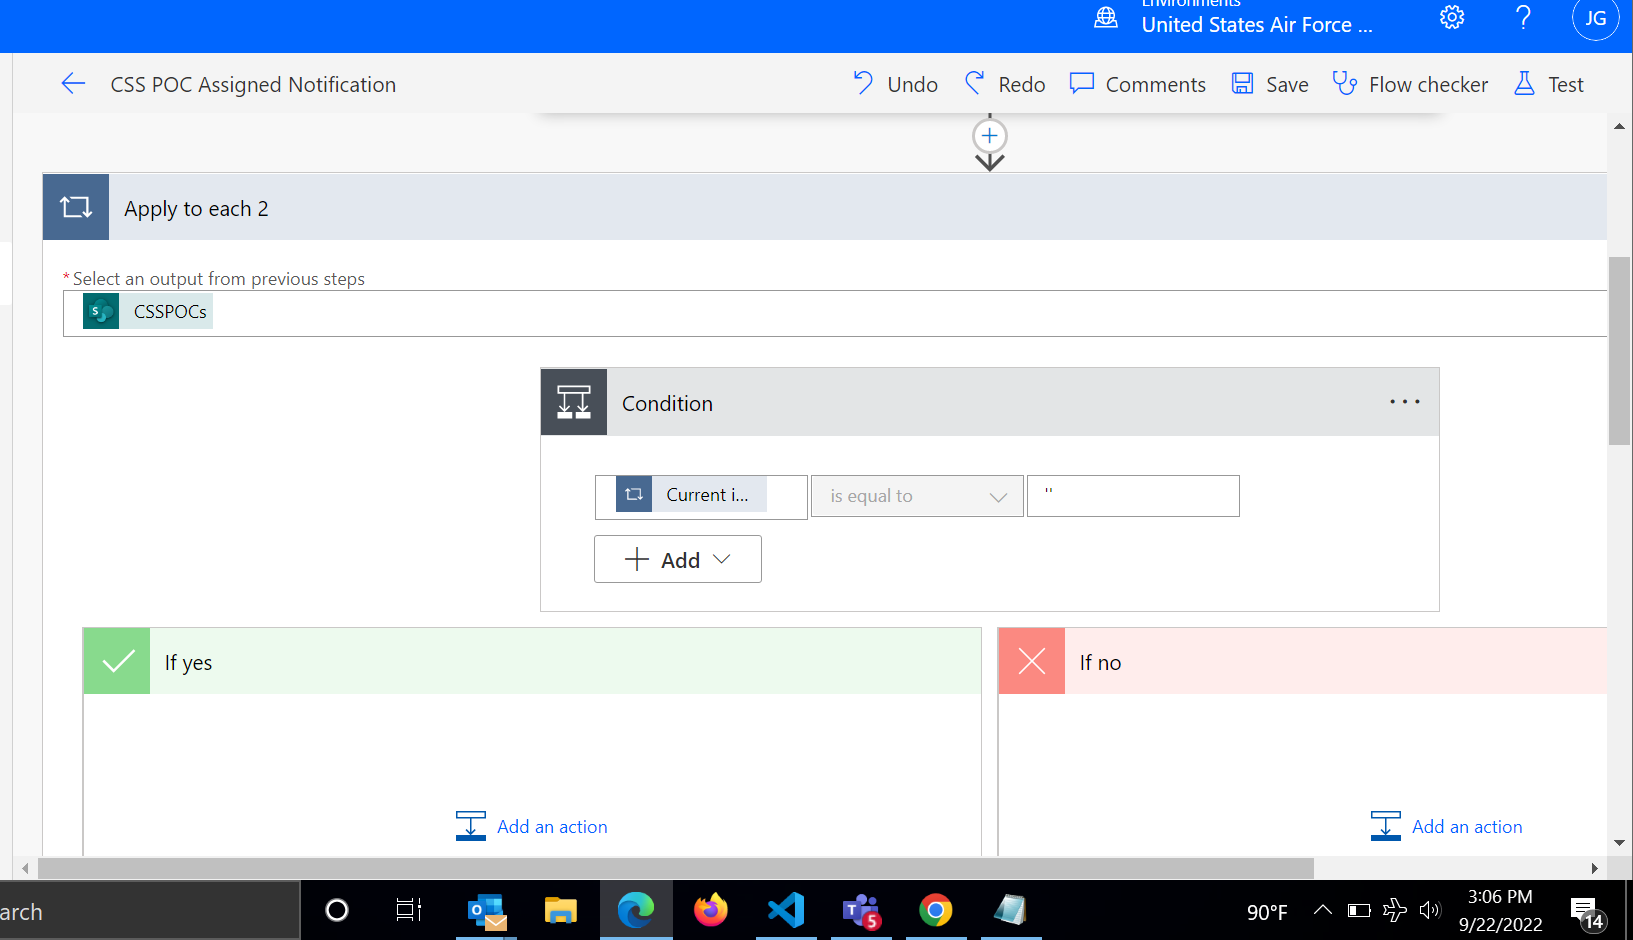 Environments
United States Air Force ...
JG
CSS POC Assigned Notification
Undo
Redo
Comments
Save
Flow checker
Test
Apply to each 2
* Select an output from previous steps
CSSPOCs
Condition
Current i...
is equal to
''
Add
If yes
If no
Add an action
Add an action
arch
5
90°F
3:06 PM
9/22/2022
14